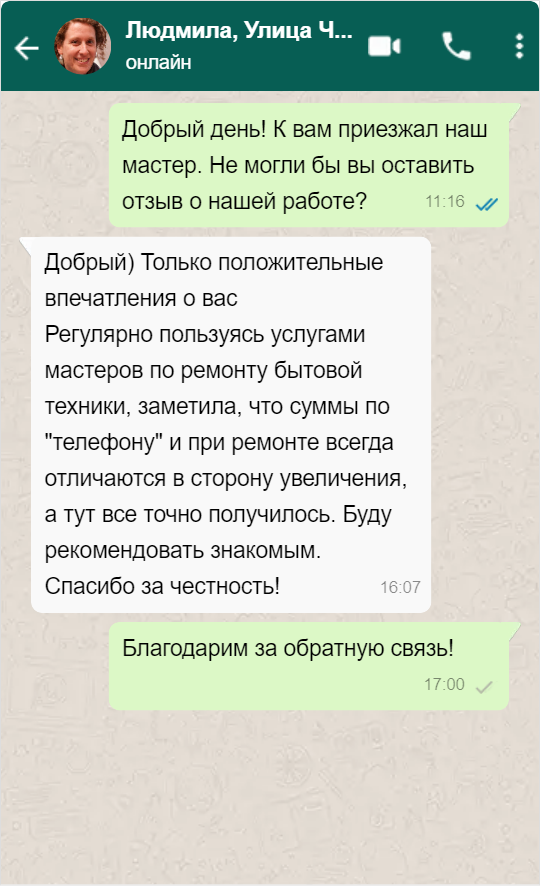 Людмила, Улица Ч...
онлайн
Добрый день! К вам приезжал наш
мастер. Не могли бы вы оставить
отзыв о нашей работе?
11:16
Добрый) Только положительные
впечатления о вас
Регулярно пользуясь услугами
мастеров по ремонту бытовой
техники, заметила, что суммы по
"телефону" и при ремонте всегда
отличаются в сторону увеличения,
а тут все точно получилось. Буду
рекомендовать знакомым.
Спасибо за честность!
16:07
Благодарим за обратную связь!
17:00